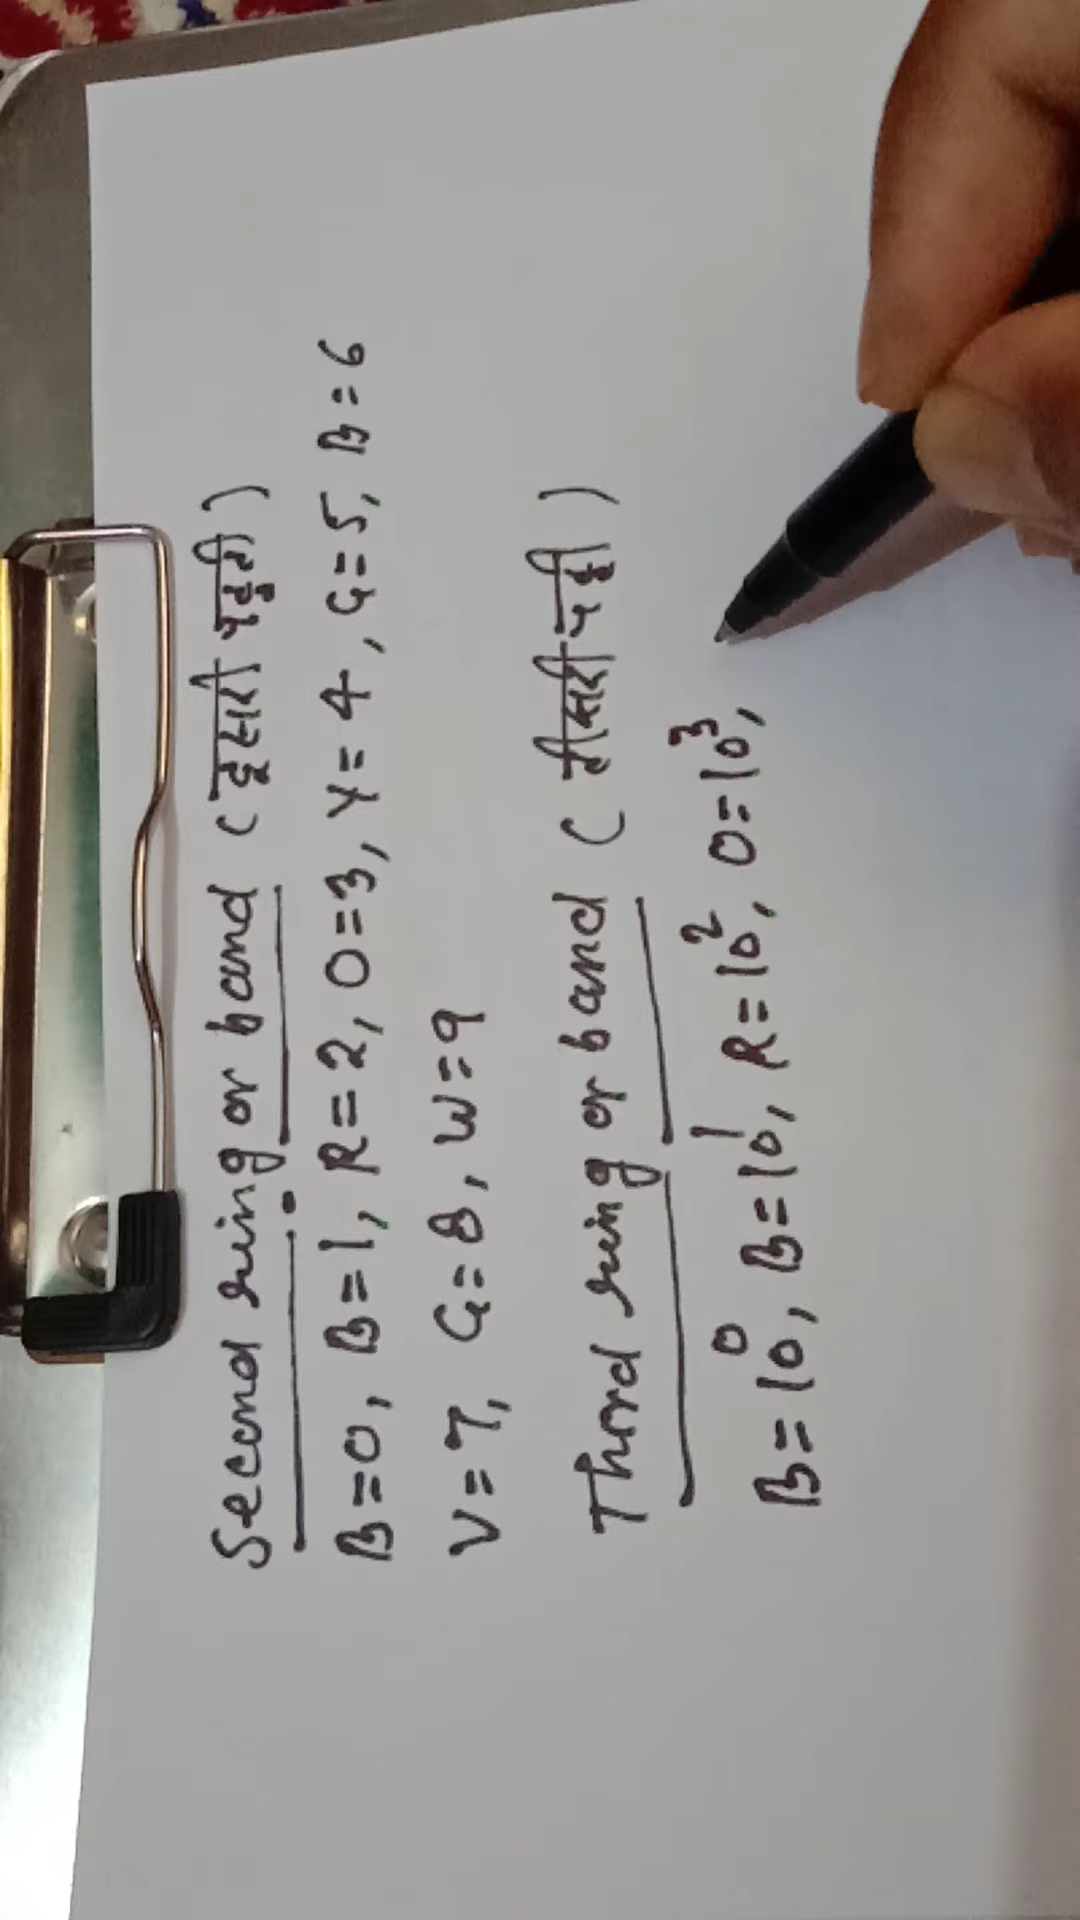 Second ring or band (दूसरी पट्टी)
B=0, B=1, R=2, O=3, Y=4, G=5, B=6
V=7, G=8, W=9
Third ring or band (तीसरी पट्टी)
B=10⁰, B=10¹, R=10², O=10³,